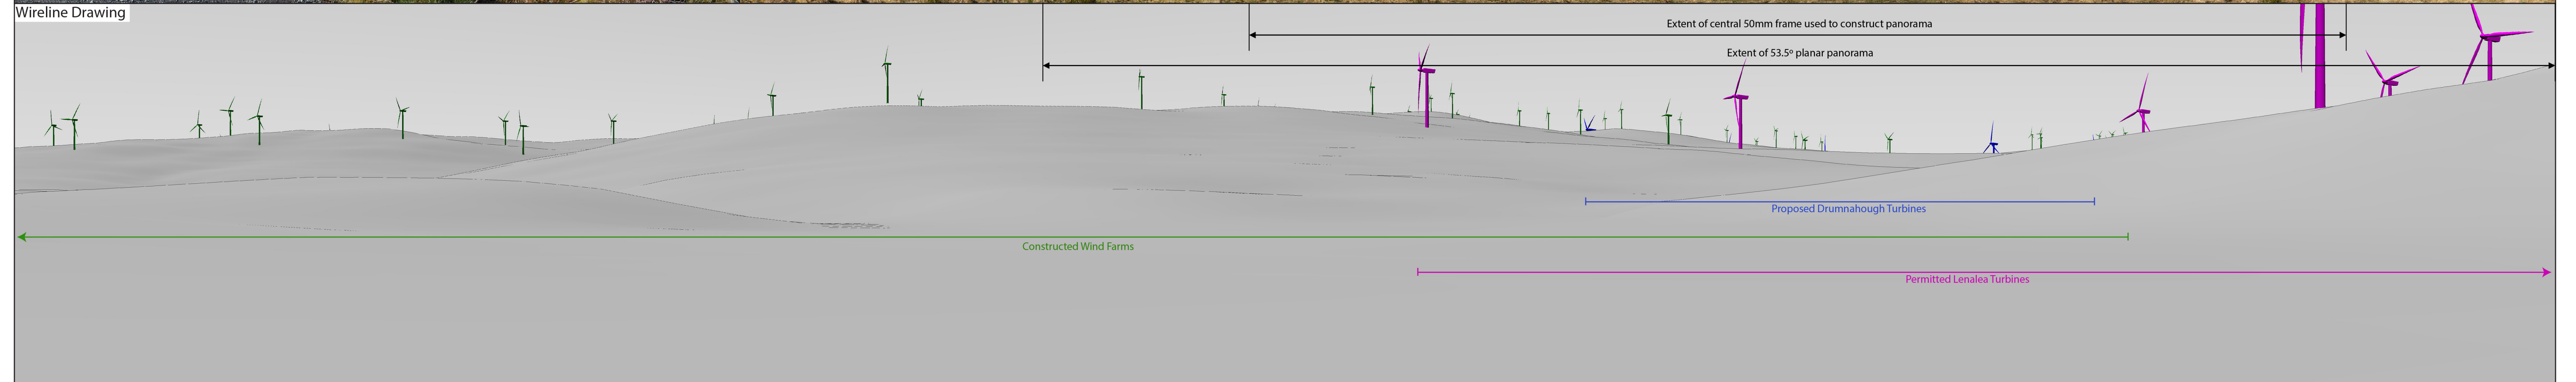 Wireline Drawing
Extent of central 50mm frame used to construct panorama
Extent of 53.5º planar panorama
Proposed Drumnahough Turbines
Constructed Wind Farms
Permitted Lenalea Turbines